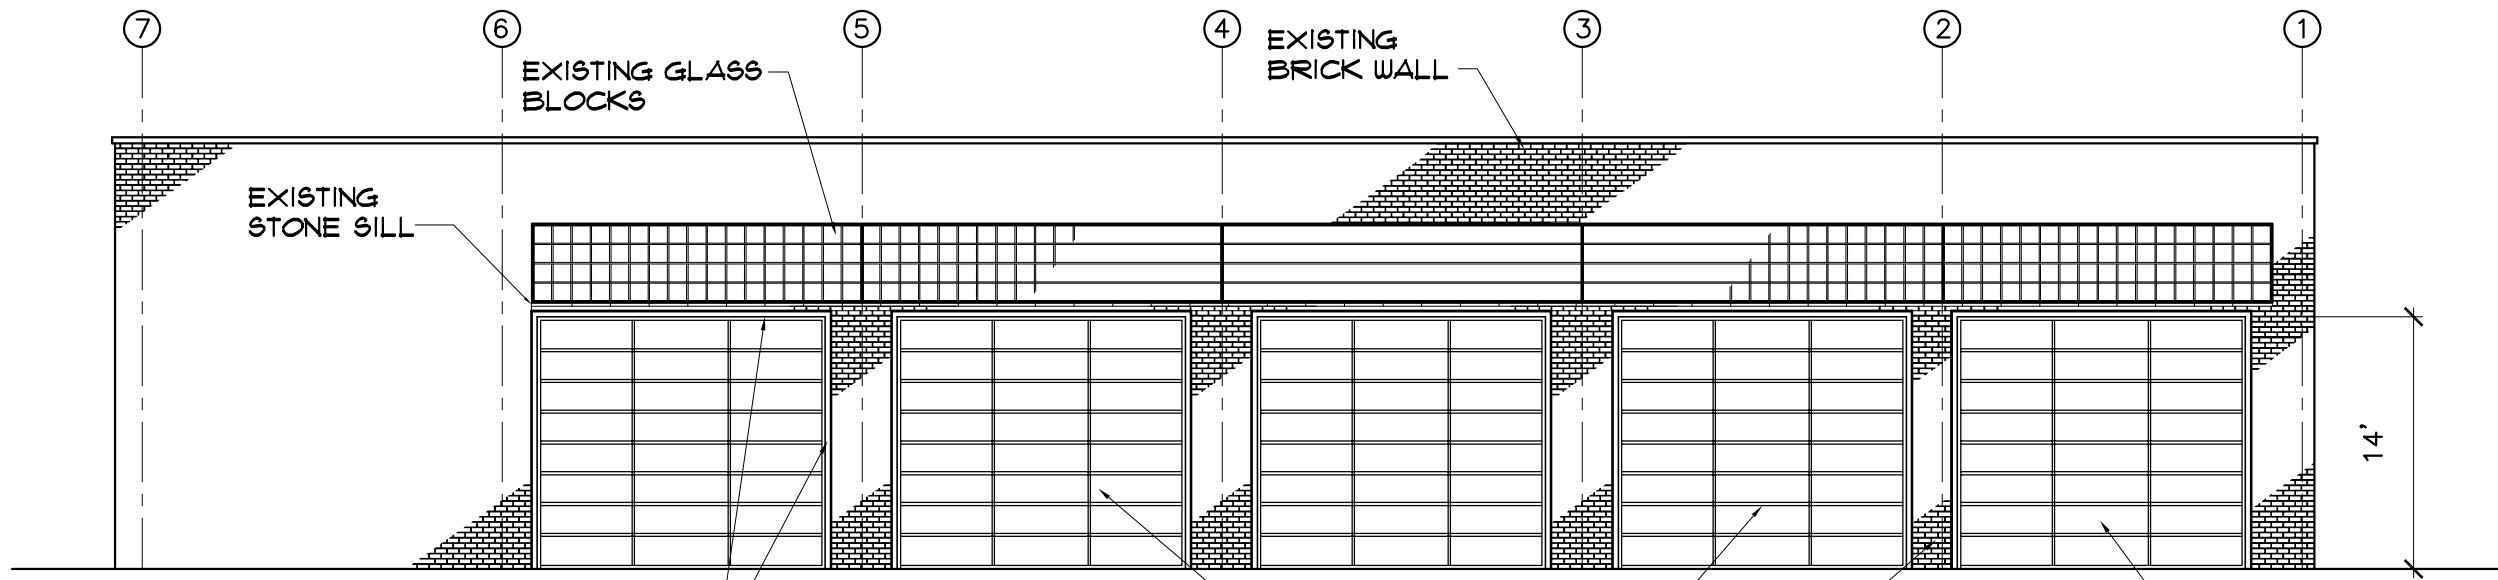 7
6
5
4
3
2
1
EXISTING GLASS
BLOCKS
EXISTING
BRICK WALL
EXISTING
STONE SILL
14'